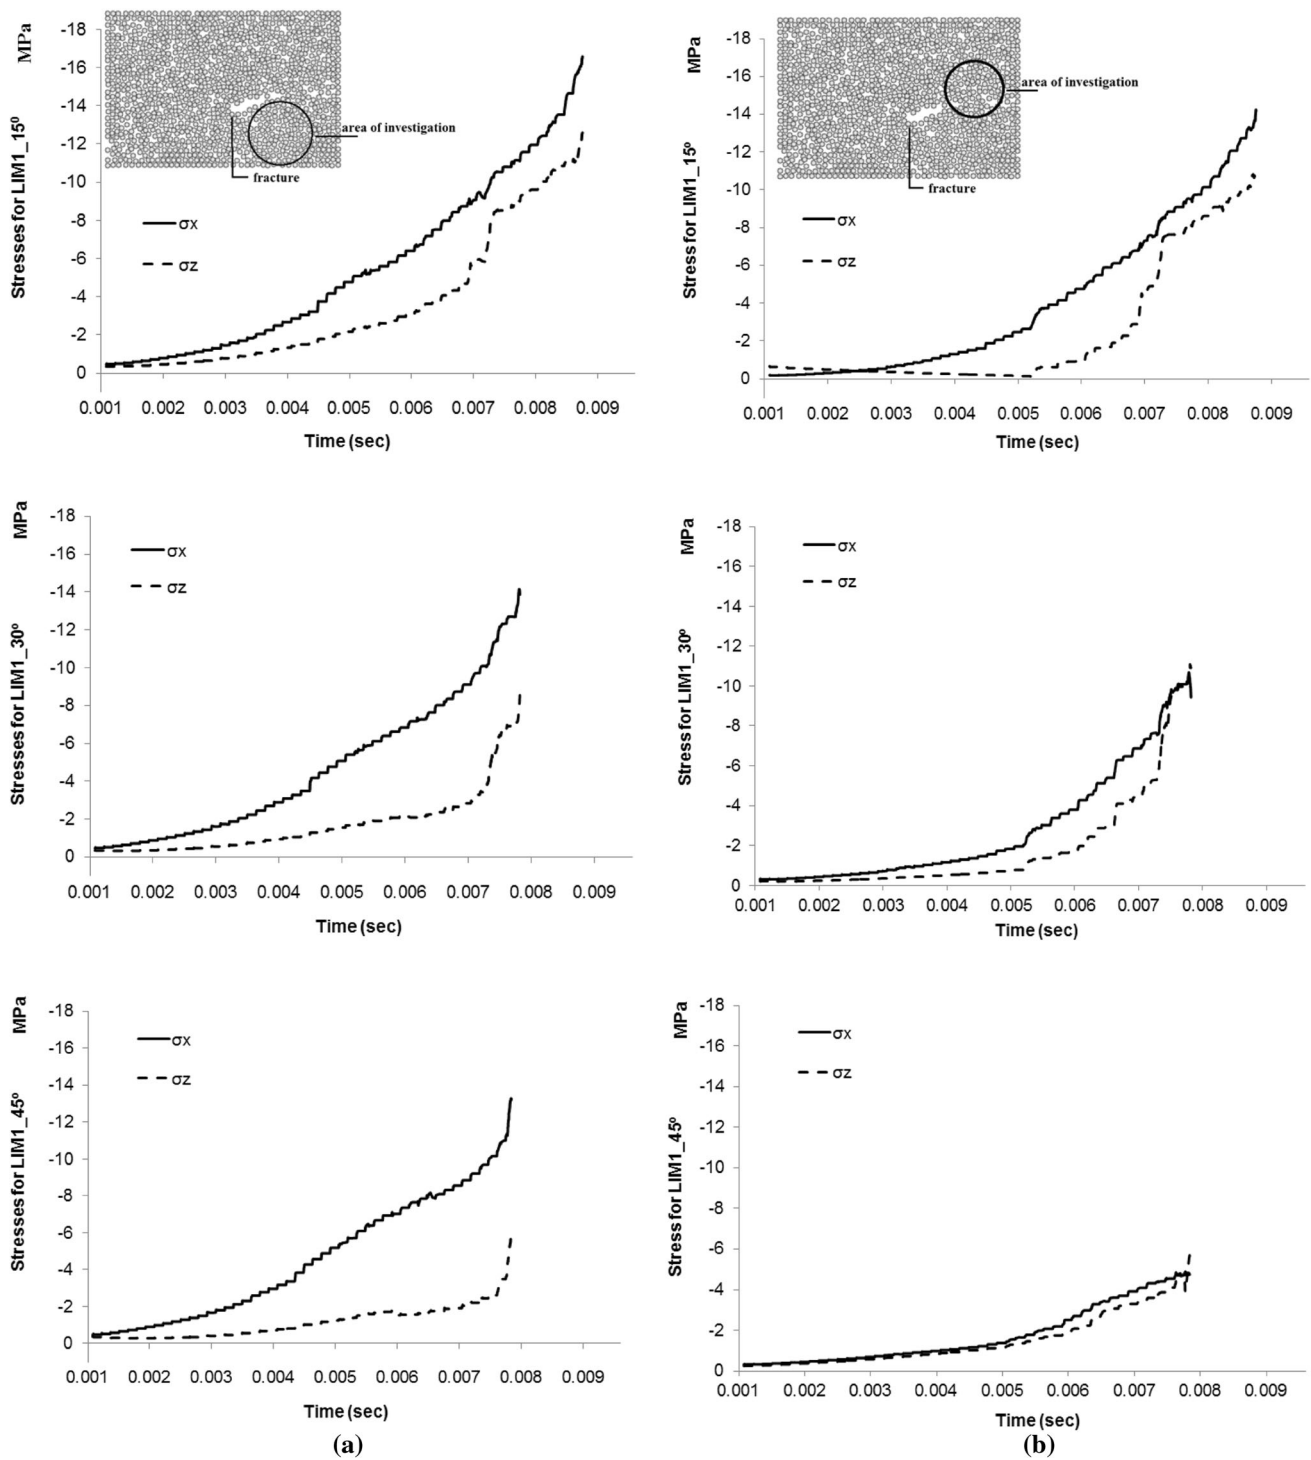 MPa
Stresses for LIM1_15⁰
-18
-16
-14
-12
-10
-8
-6
-4
-2
0
area of investigation
fracture
σx
σz
0.001 0.002 0.003 0.004 0.005 0.006 0.007 0.008 0.009
Time (sec)
MPa
Stress for LIM1_15º
-18
-16
-14
-12
-10
-8
-6
-4
-2
0
area of investigation
fracture
σx
σz
0.001 0.002 0.003 0.004 0.005 0.006 0.007 0.008 0.009
Time (sec)
MPa
Stresses for LIM1_30º
-18
-16
-14
-12
-10
-8
-6
-4
-2
0
σx
σz
0.001 0.002 0.003 0.004 0.005 0.006 0.007 0.008 0.009
Time (sec)
MPa
Stress for LIM1_30º
-18
-16
-14
-12
-10
-8
-6
-4
-2
0
σx
σz
0.001 0.002 0.003 0.004 0.005 0.006 0.007 0.008 0.009
Time (sec)
MPa
Stresses for LIM1_45º
-18
-16
-14
-12
-10
-8
-6
-4
-2
0
σx
σz
0.001 0.002 0.003 0.004 0.005 0.006 0.007 0.008 0.009
Time (sec)
(a)
MPa
Stress for LIM1_45º
-18
-16
-14
-12
-10
-8
-6
-4
-2
0
σx
σz
0.001 0.002 0.003 0.004 0.005 0.006 0.007 0.008 0.009
Time (sec)
(b)